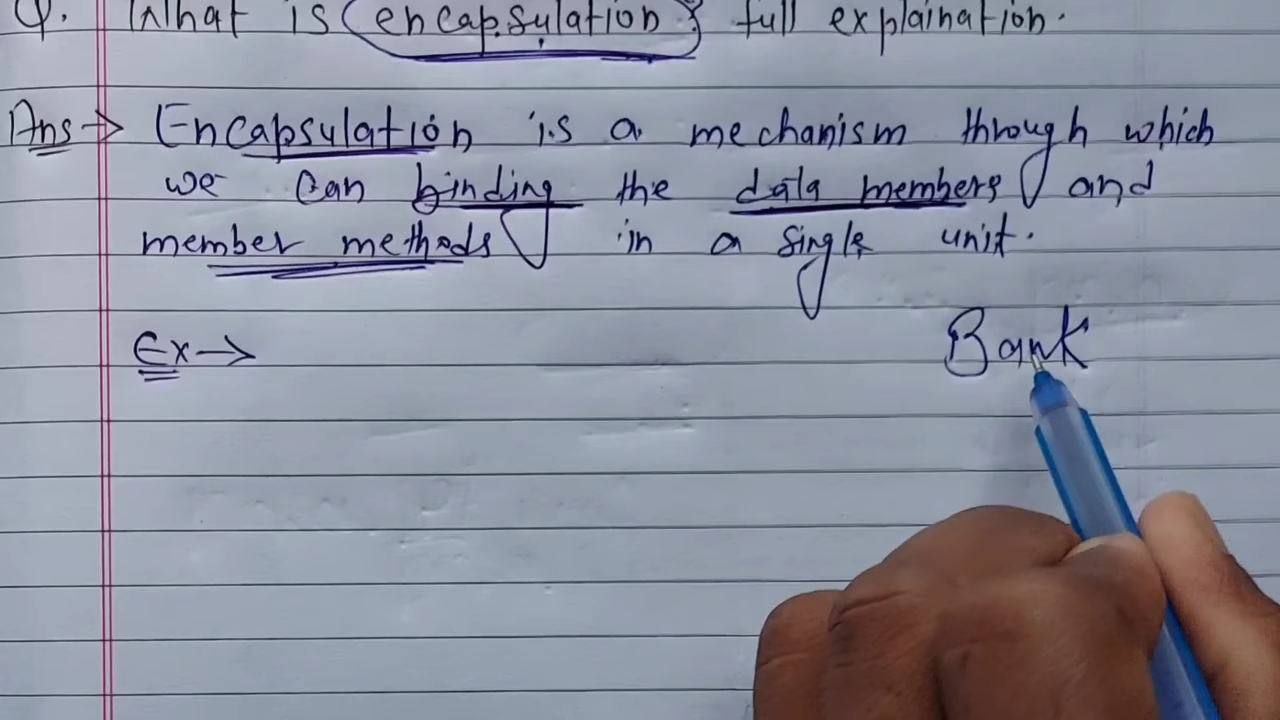 Q. What is encapsulation? full explaination.
Ans → Encapsulation is a mechanism through which
we can binding the data members and
member methods in a single unit.
Ex →
Bank